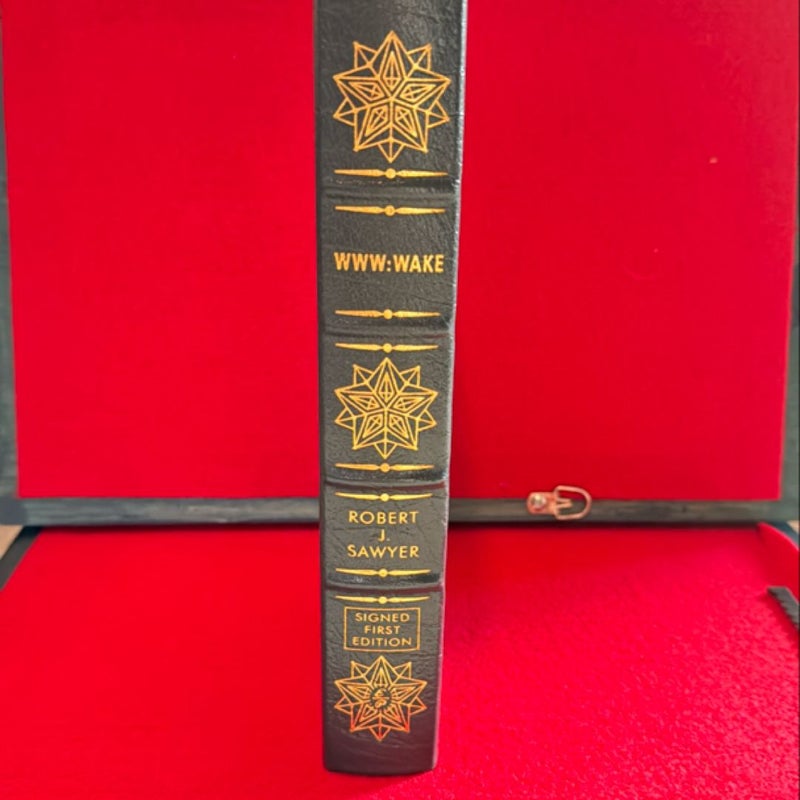 WWW:WAKE
ROBERT
J.
SAWYER
SIGNED
FIRST
EDITION